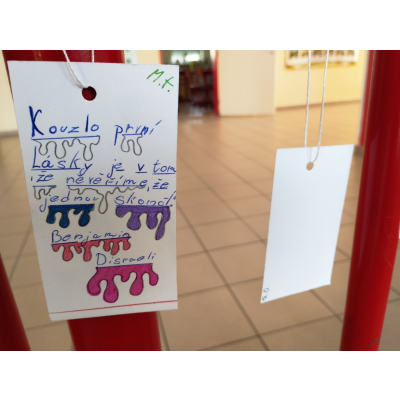 M.t.
Kouzlo první
Lásky je v tom
že nevěříme, že
jednou skončí!
Benjamin
Disraeli